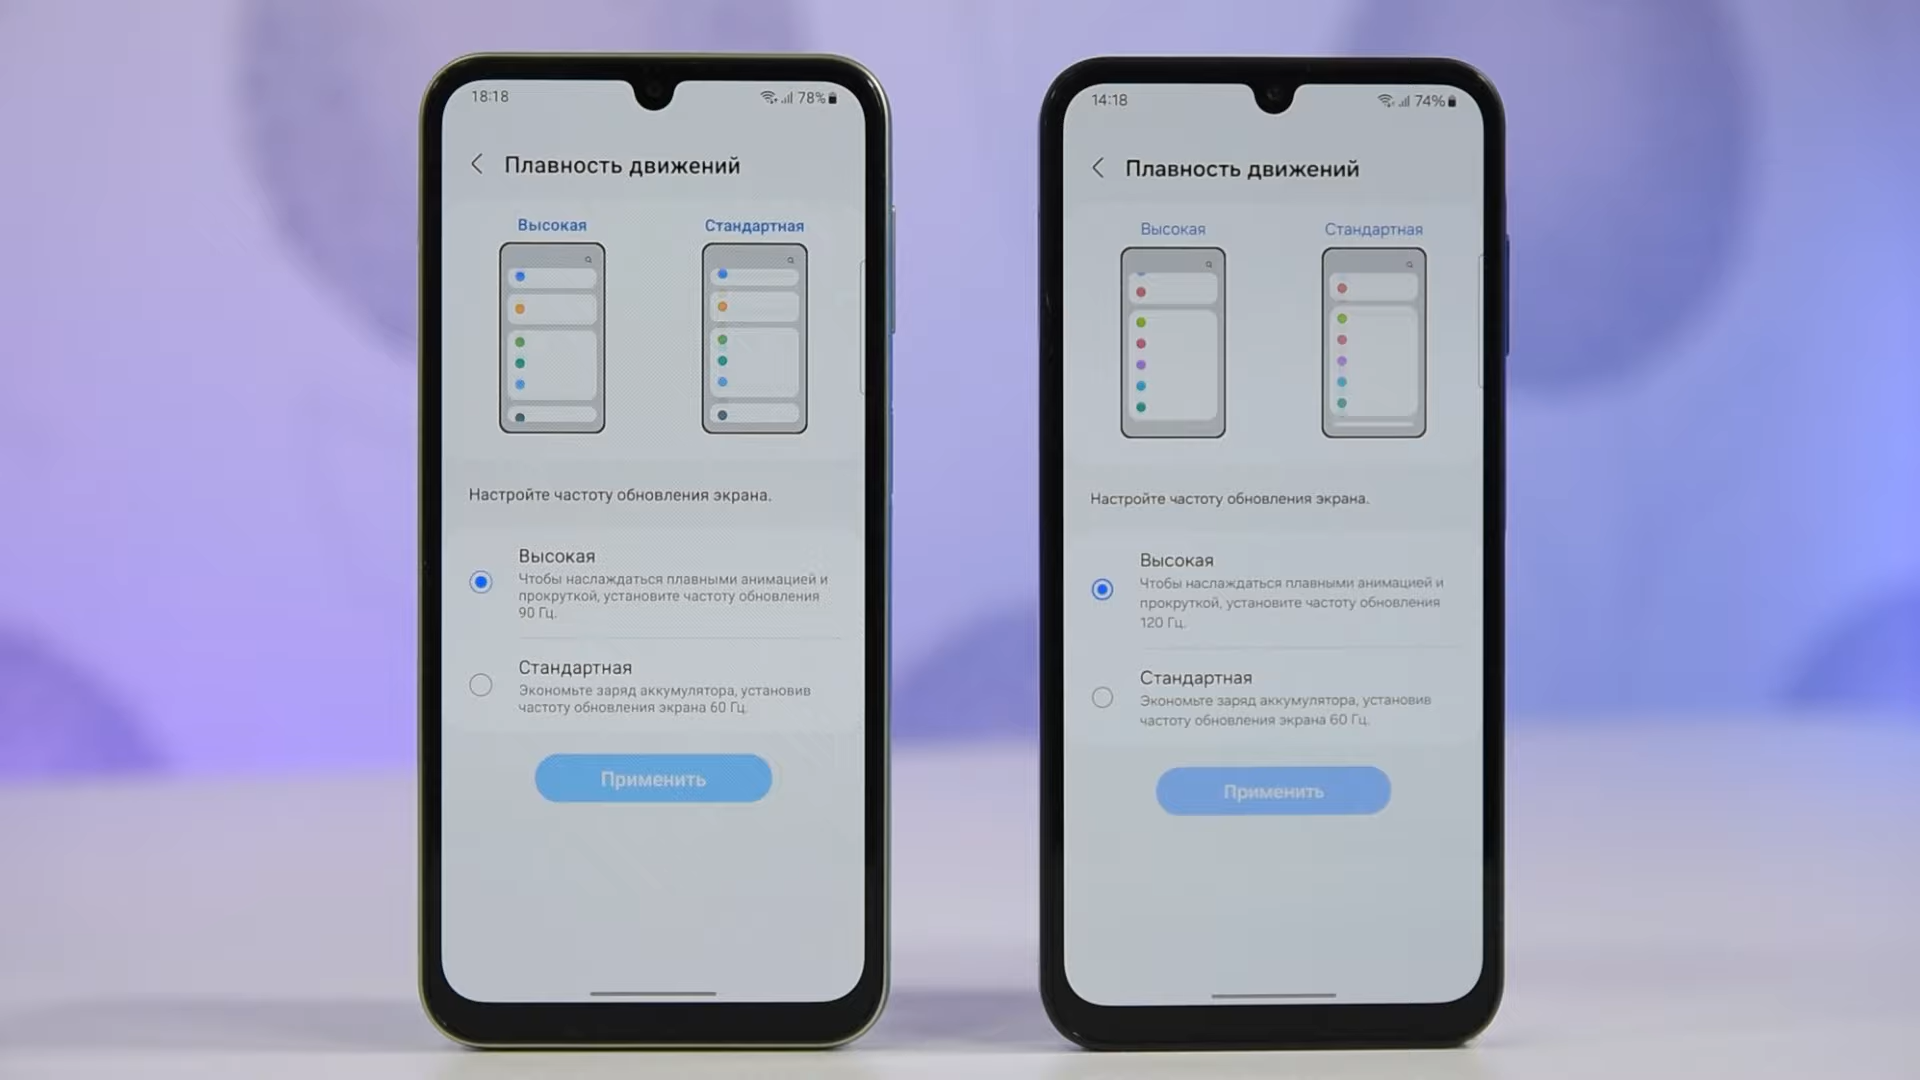 18:18
78%
Плавность движений
Высокая
Стандартная
Настройте частоту обновления экрана.
Высокая
Чтобы наслаждаться плавными анимацией и
прокруткой, установите частоту обновления
90 Гц.
Стандартная
Экономьте заряд аккумулятора, установив
частоту обновления экрана 60 Гц.
Применить
14:18
74%
Плавность движений
Высокая
Стандартная
Настройте частоту обновления экрана.
Высокая
Чтобы наслаждаться плавными анимацией и
прокруткой, установите частоту обновления
120 Гц.
Стандартная
Экономьте заряд аккумулятора, установив
частоту обновления экрана 60 Гц.
Применить